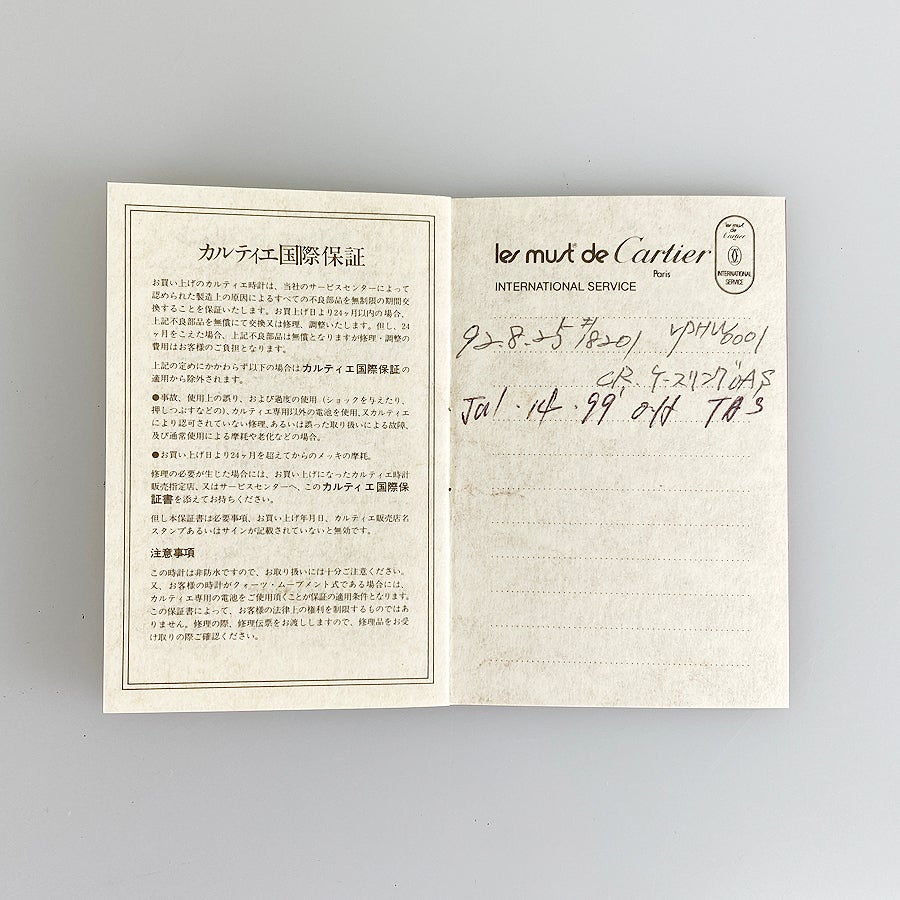 カルティエ国際保証
お買い上げのカルティエ時計は、当社のサービスセンターによって
認められた製造上の原因によるすべての不良部品を無制限の期間交
換することを保証いたします。お買上げ日より24ヶ月以内の場合、
上記不良部品を無償にて交換又は修理、調整いたします。但し、24
ヶ月をこえた場合、上記不良部品は無償となりますが修理・調整の
費用はお客様のご負担となります。
上記の定めにかかわらず以下の場合はカルティエ国際保証の
適用から除外されます。
●事故、使用上の誤り、および過度の使用(ショックを与えたり、
押しつぶすなどの)、カルティエ専用以外の電池を使用、又カルティエ
により認可されていない修理、あるいは誤った取り扱いによる故障、
及び通常使用による摩耗や老化などの場合。
●お買い上げ日より24ヶ月を超えてからのメッキの摩耗。
修理の必要が生じた場合には、お買い上げになったカルティエ時計
販売指定店、又はサービスセンターへ、このカルティエ国際保
証書を添えてお持ちください。
但し本保証書は必要事項、お買い上げ年月日、カルティエ販売店名
スタンプあるいはサインが記載されていないと無効です。
注意事項
この時計は非防水ですので、お取り扱いには十分ご注意ください。
又、お客様の時計がクォーツ・ムーブメント式である場合には、
カルティエ専用の電池をご使用頂くことが保証の適用条件となります。
この保証書によって、お客様の法律上の権利を制限するものではあ
りません。修理の際、修理伝票をお渡ししますので、修理品をお受
け取りの際ご確認ください。
les must de Cartier
Paris
INTERNATIONAL SERVICE
les must
de
Cartier
INTERNATIONAL
SERVICE
92.8.25 #18201
CR. ケースリング
Jul. 14. 99'